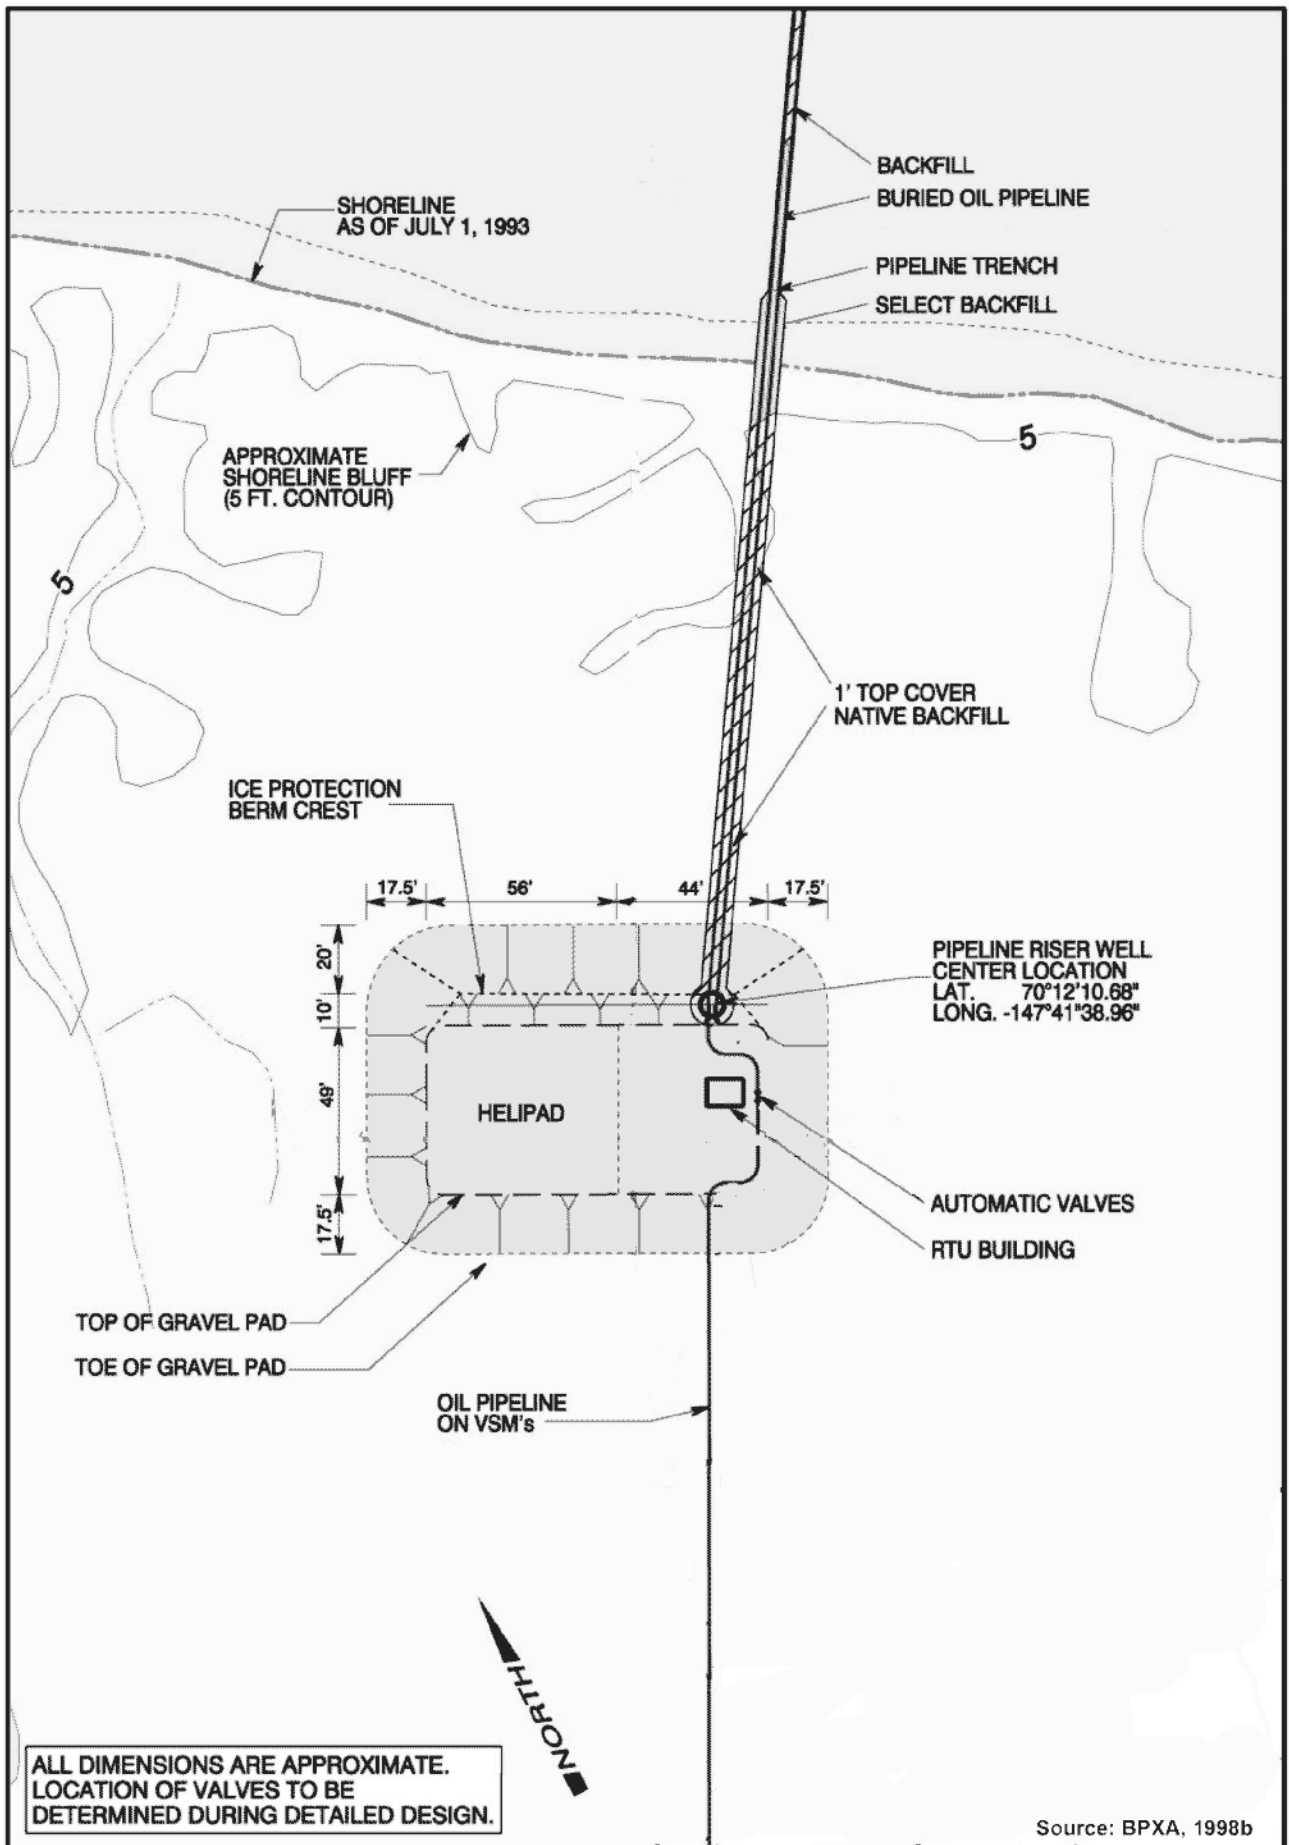 BACKFILL
BURIED OIL PIPELINE
SHORELINE
AS OF JULY 1, 1993
PIPELINE TRENCH
SELECT BACKFILL
5
APPROXIMATE
SHORELINE BLUFF
(5 FT. CONTOUR)
5
1' TOP COVER
NATIVE BACKFILL
ICE PROTECTION
BERM CREST
17.5'
56'
44'
17.5'
20'
10'
49'
17.5'
PIPELINE RISER WELL
CENTER LOCATION
LAT. 70°12'10.68"
LONG. -147°41"38.96"
HELIPAD
AUTOMATIC VALVES
RTU BUILDING
TOP OF GRAVEL PAD
TOE OF GRAVEL PAD
OIL PIPELINE
ON VSM's
NORTH
ALL DIMENSIONS ARE APPROXIMATE.
LOCATION OF VALVES TO BE
DETERMINED DURING DETAILED DESIGN.
Source: BPXA, 1998b